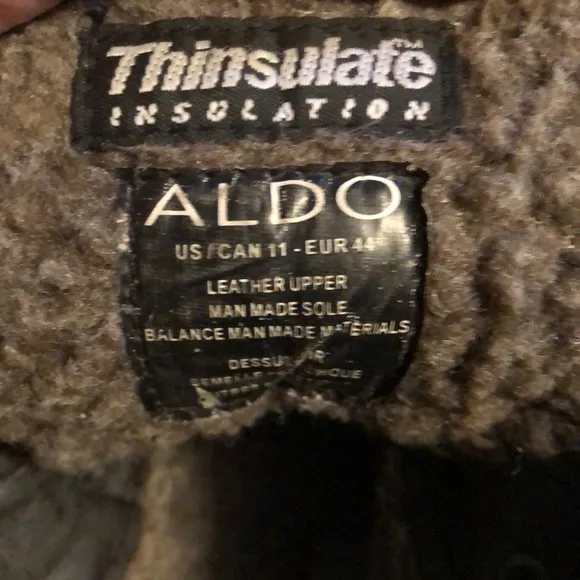 Thinsulate™
INSULATION
ALDO
US/CAN 11 - EUR 44
LEATHER UPPER
MAN MADE SOLE
BALANCE MAN MADE MATERIALS